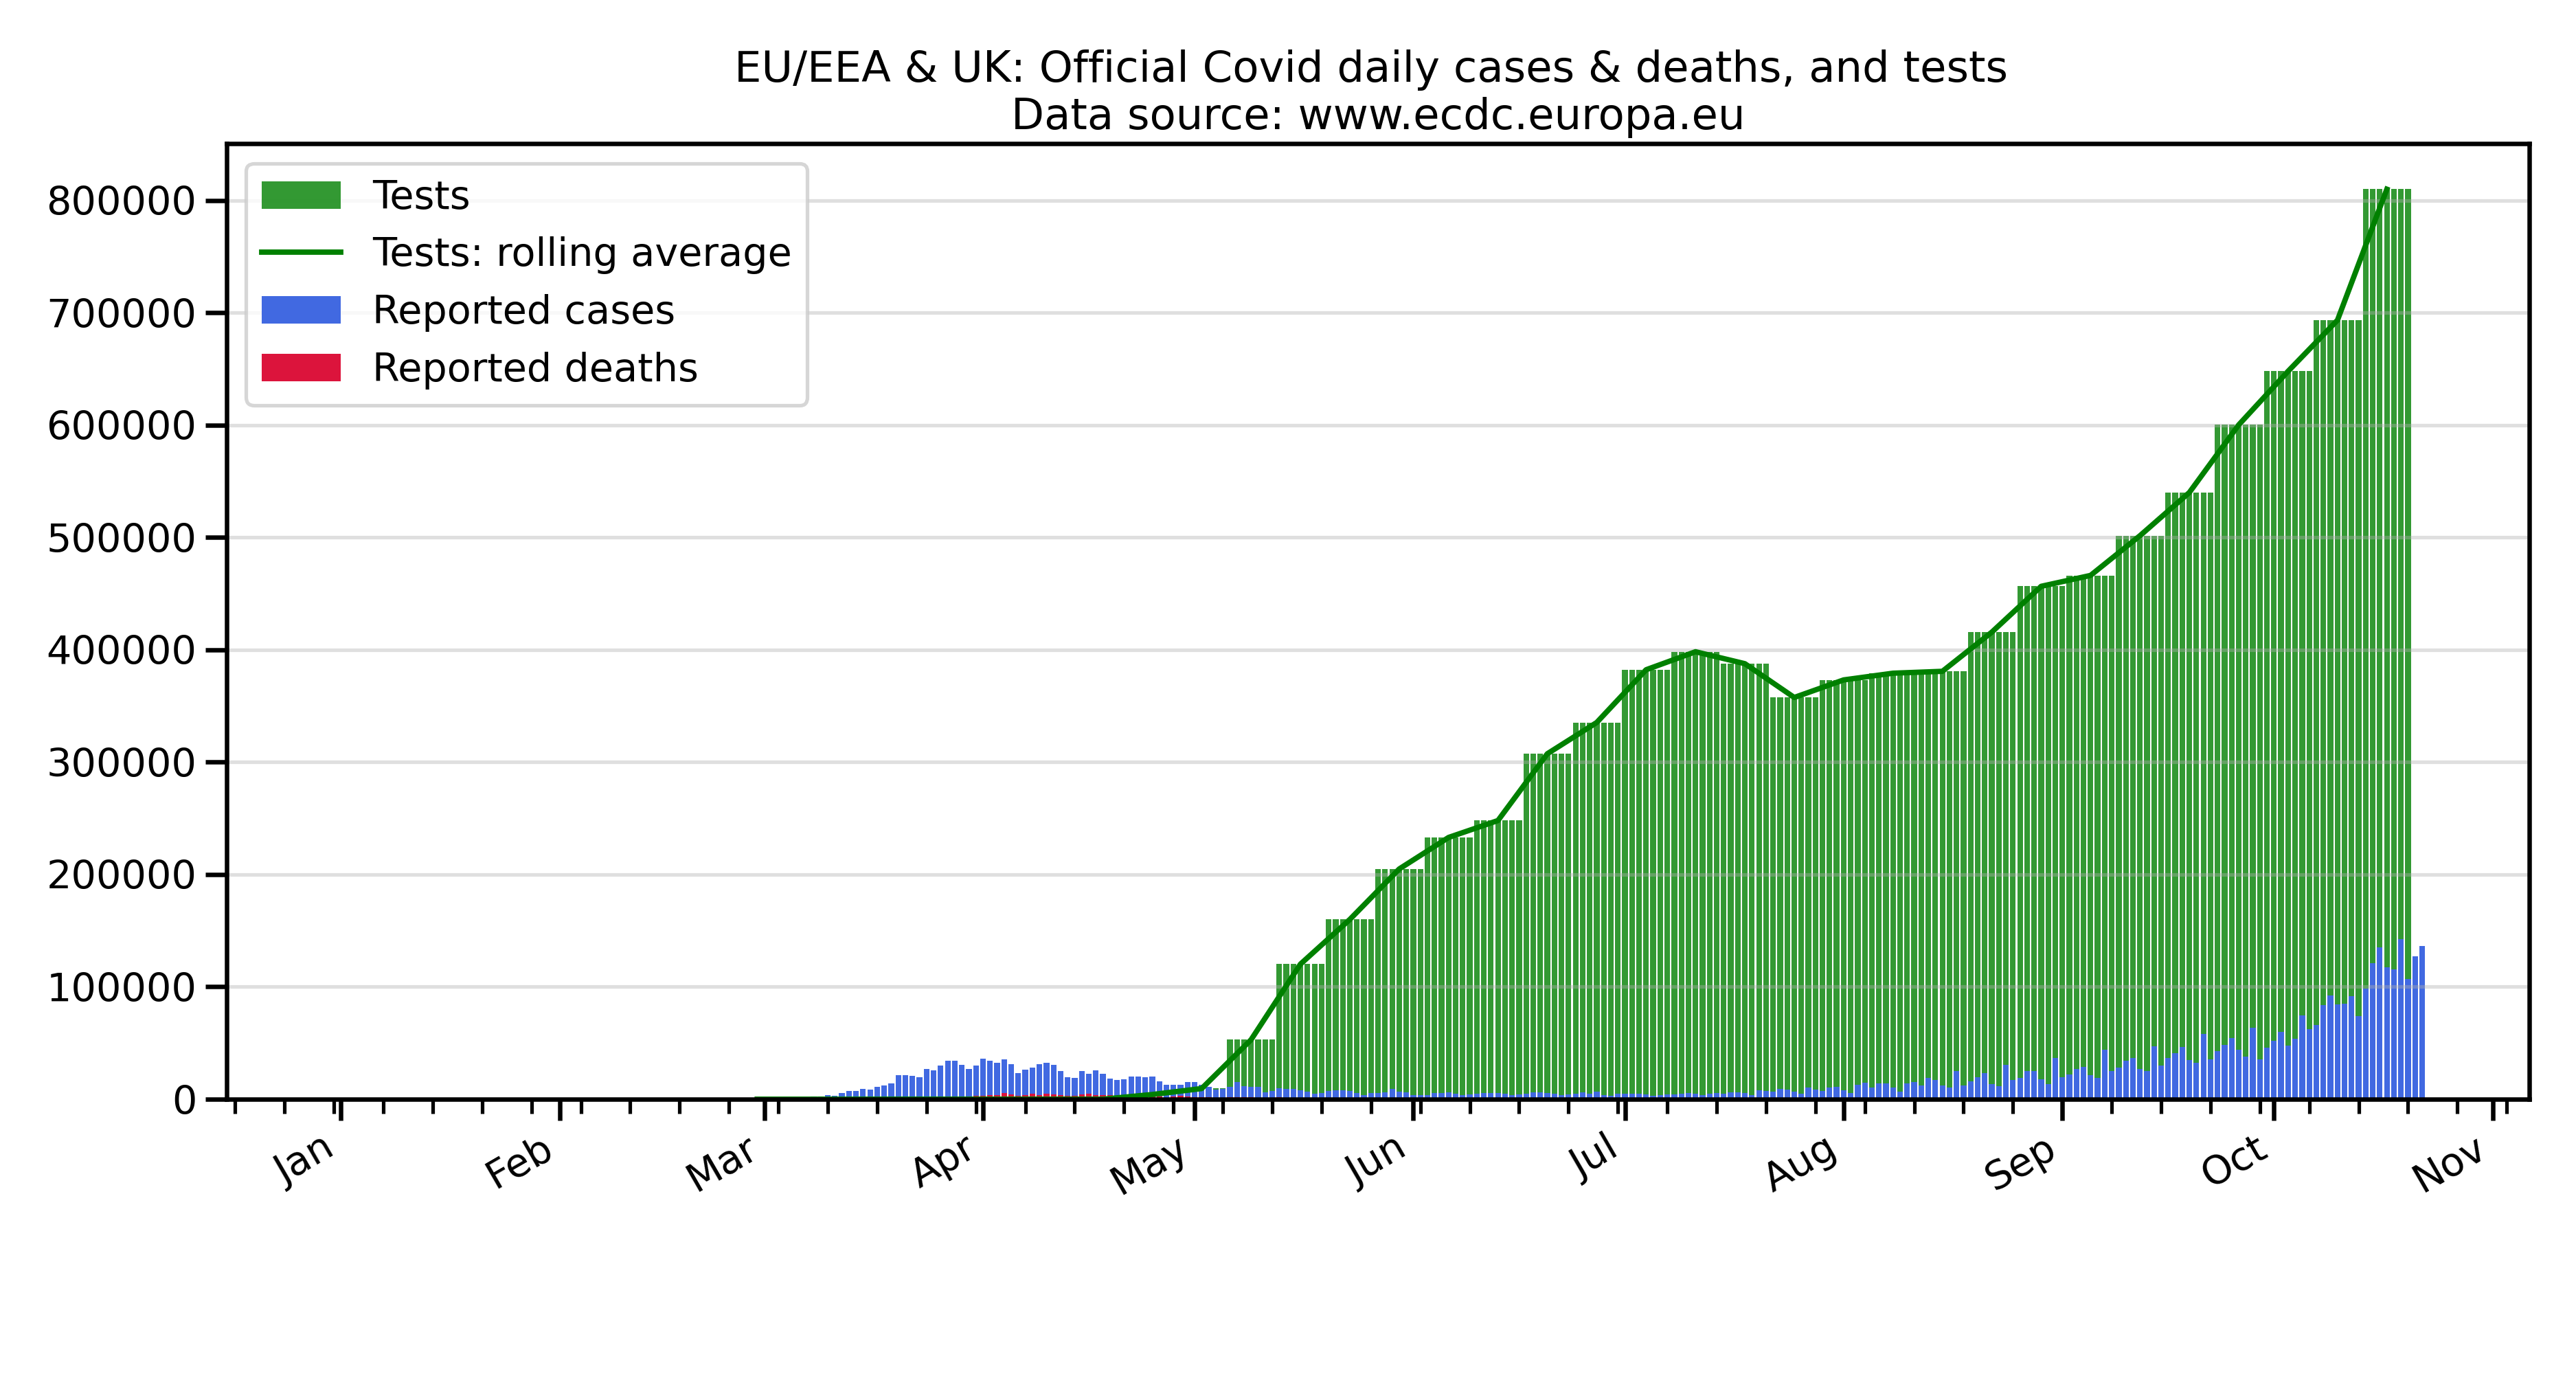 EU/EEA & UK: Official Covid daily cases & deaths, and tests
Data source: www.ecdc.europa.eu
Tests
Tests: rolling average
Reported cases
Reported deaths
800000
700000
600000
500000
400000
300000
200000
100000
0
Jan Feb Mar Apr May Jun Jul Aug Sep Oct Nov